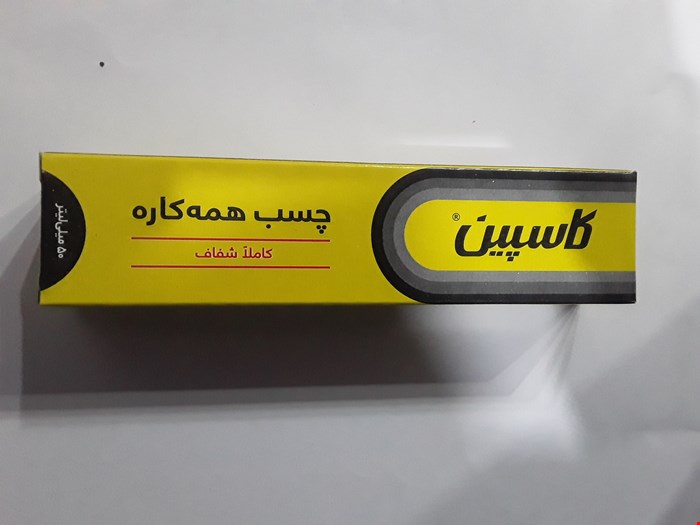 کاسپین®
چسب همه‌کاره
کاملاً شفاف
۵۰ میلی‌لیتر